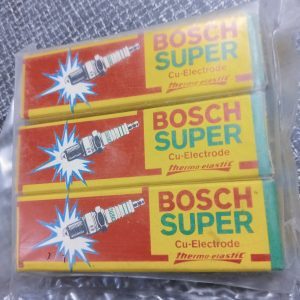 BOSCH
SUPER
Cu-Electrode
thermo-elastic
BOSCH
SUPER
Cu-Electrode
thermo-elastic
BOSCH
SUPER
Cu-Electrode
thermo-elastic